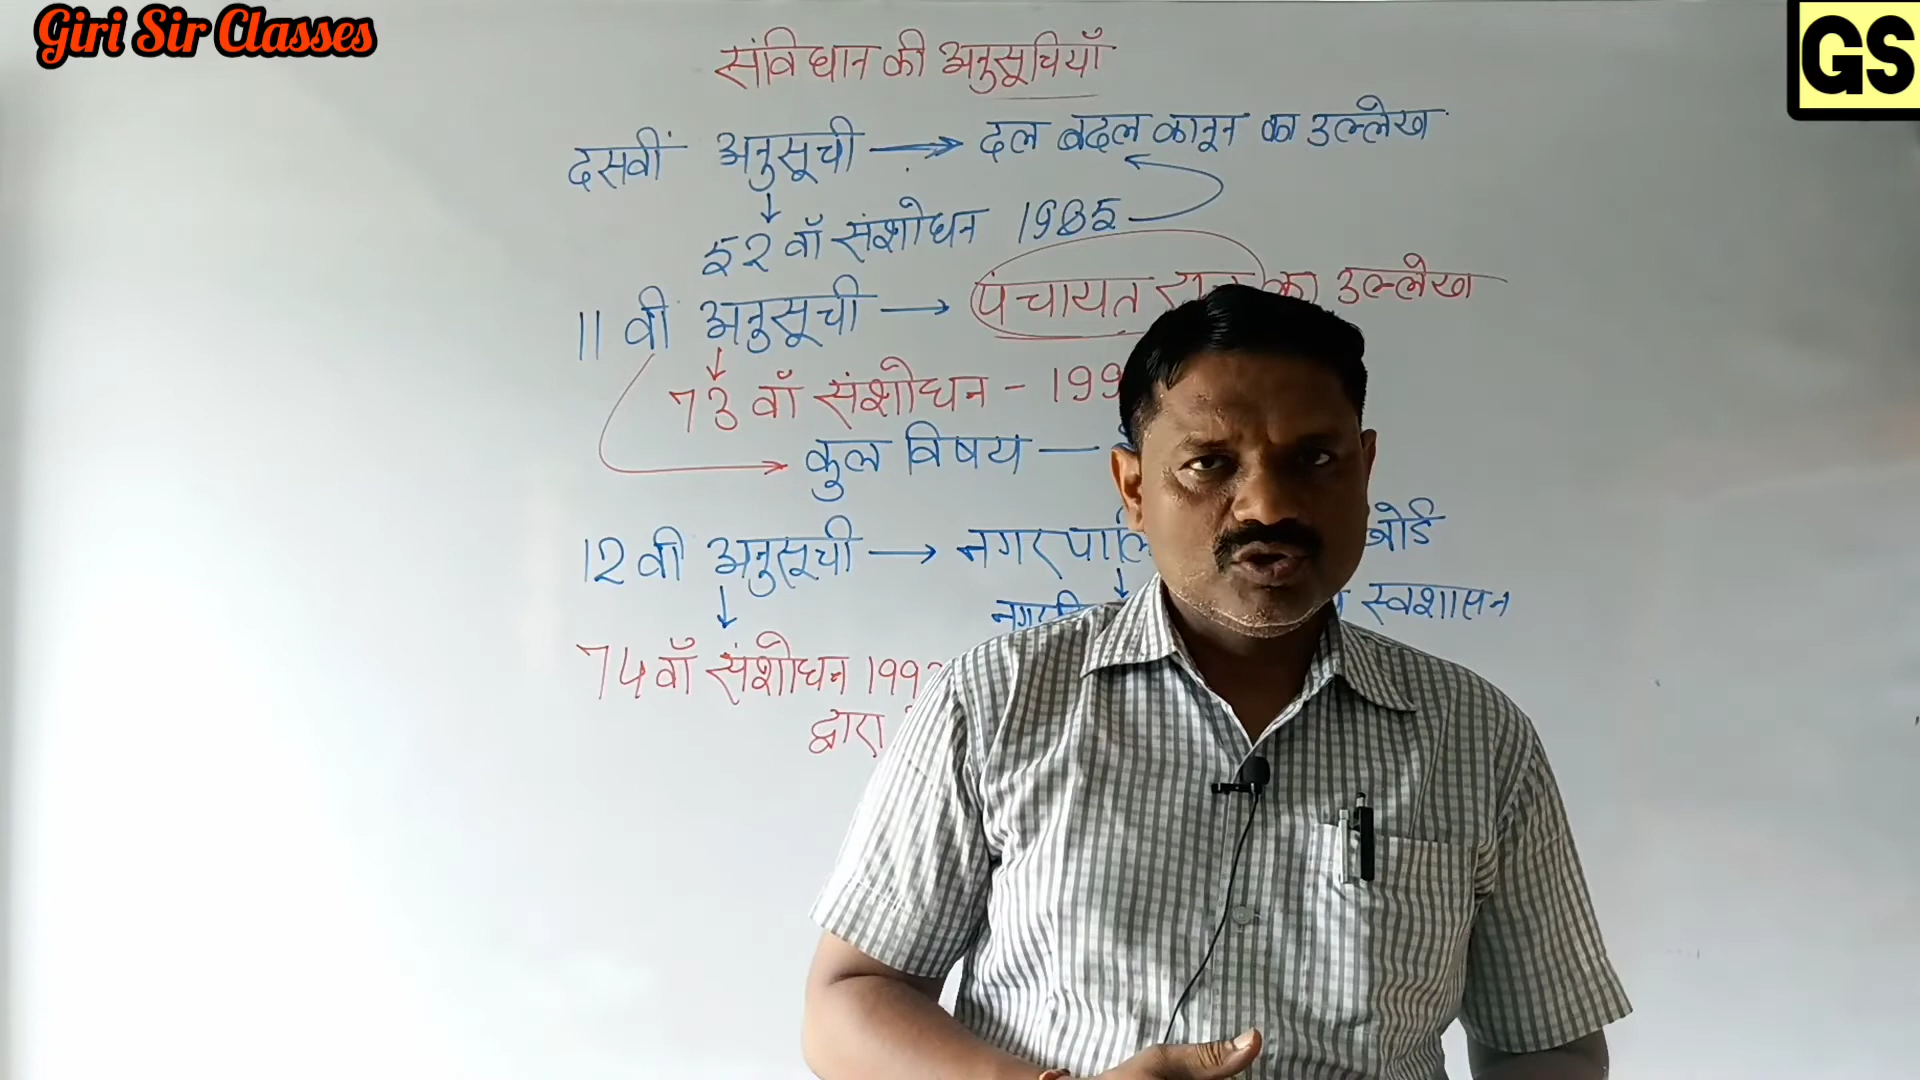 Giri Sir Classes
GS
संविधान की अनुसूचियाँ
दसवीं अनुसूची → दल बदल कानून का उल्लेख
↓
52 वाँ संशोधन 1985
11 वी अनुसूची → पंचायत का उल्लेख
↓
73 वाँ संशोधन - 199
कुल विषय —
12 वी अनुसूची → नगरपालि बोर्ड
↓ ↓
स्वशासन
74 वाँ संशोधन 199
द्वारा